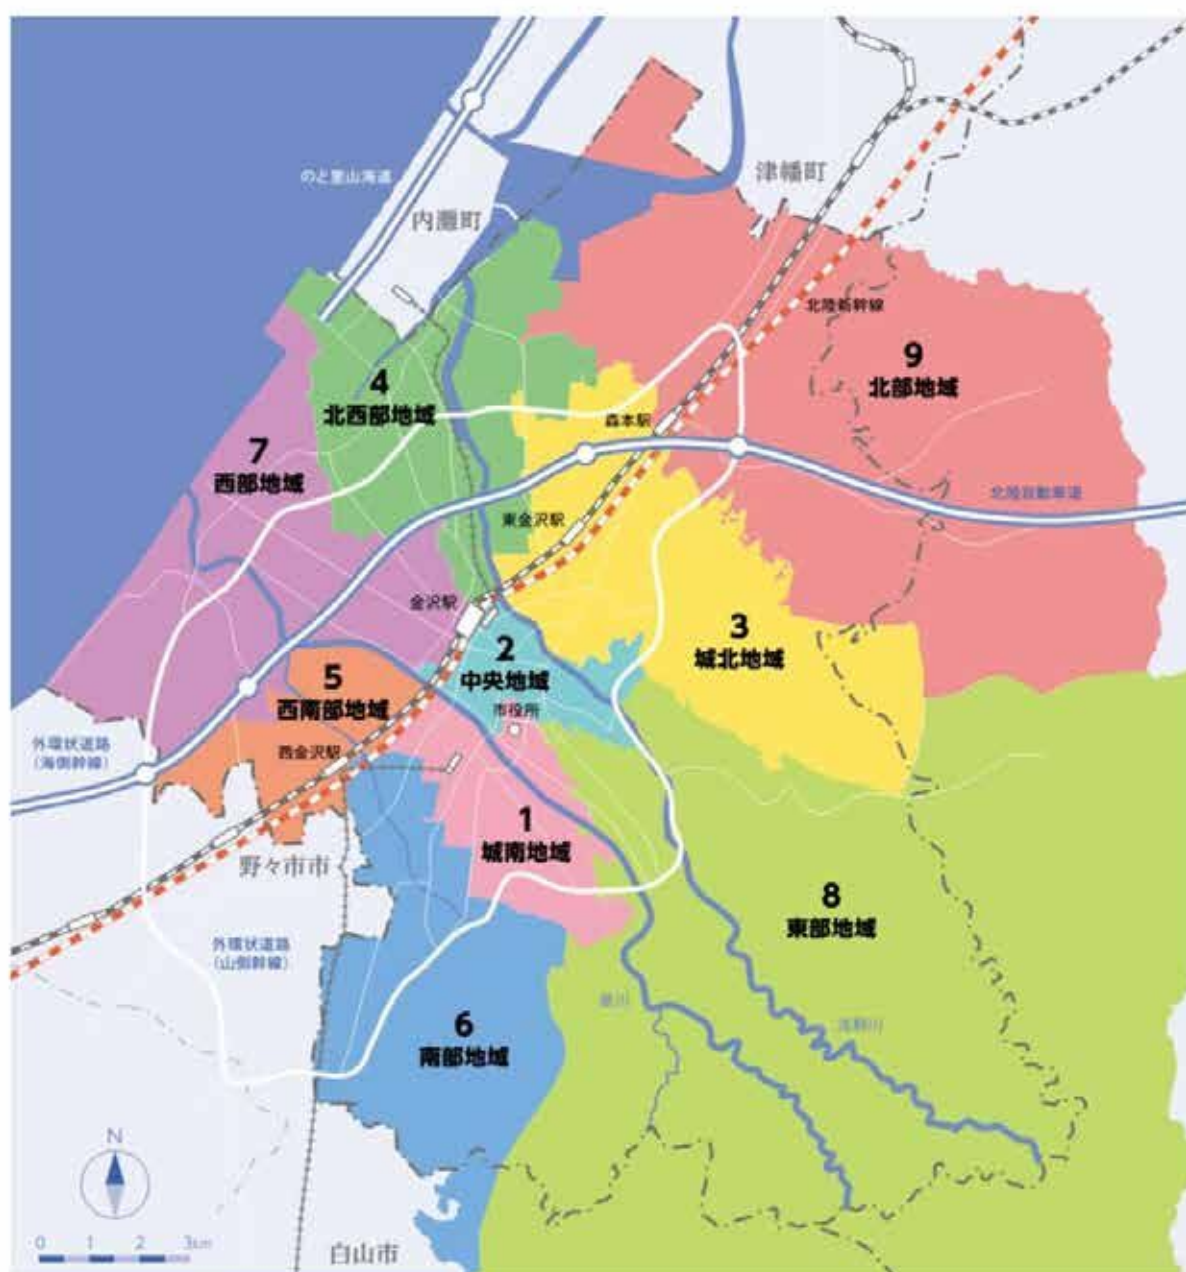 のと里山海道
内灘町
津幡町
北陸新幹線
9
北部地域
4
北西部地域
森本駅
7
西部地域
北陸自動車道
東金沢駅
金沢駅
3
城北地域
2
中央地域
5
西南部地域
市役所
外環状道路
(海側幹線)
西金沢駅
1
城南地域
野々市市
8
東部地域
外環状道路
(山側幹線)
犀川
浅野川
6
南部地域
N
0 1 2 3km
白山市